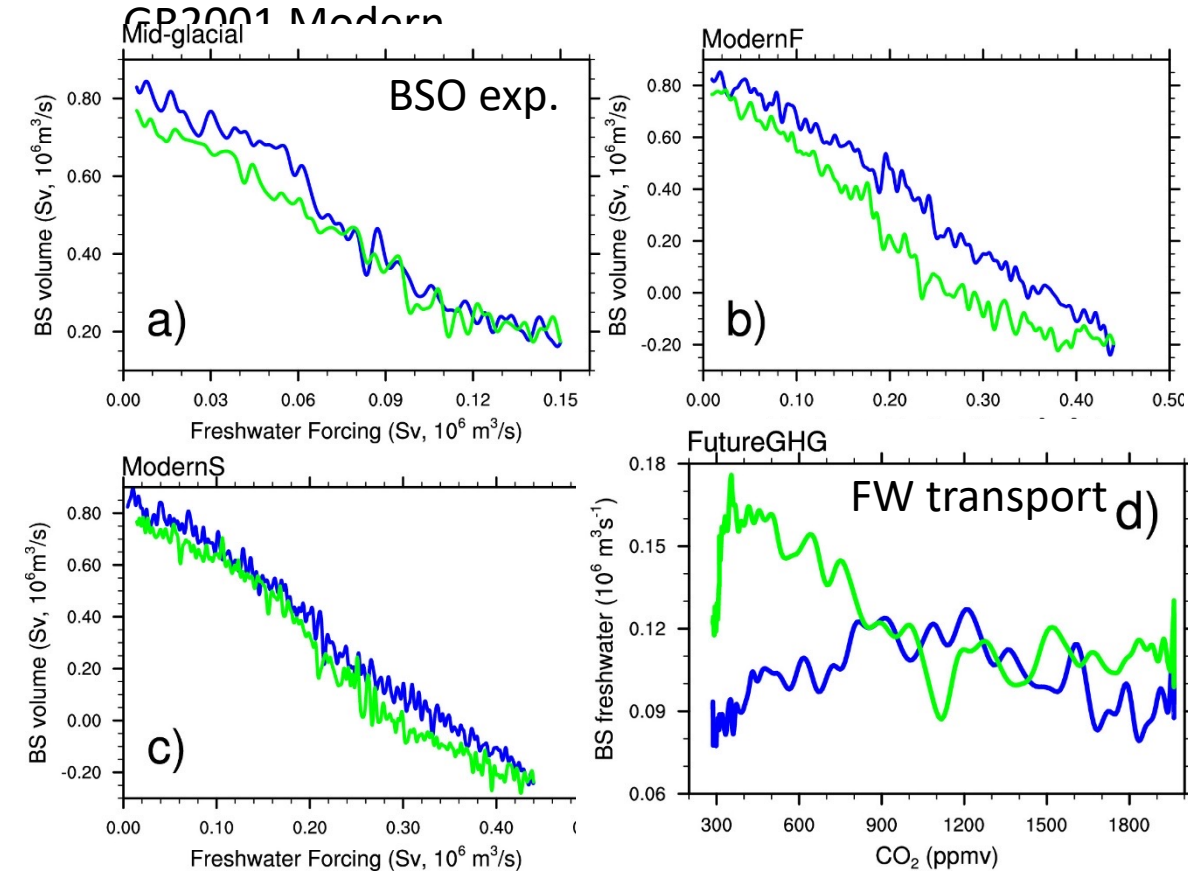 GP2001 Modern
Mid-glacial
BSO exp.
a)
BS volume (Sv, 10⁶m³/s)
0.80
0.60
0.40
0.20
0.00 0.03 0.06 0.09 0.12 0.15
Freshwater Forcing (Sv, 10⁶ m³/s)
ModernF
b)
BS volume (Sv, 10⁶m³/s)
0.80
0.60
0.40
0.20
0.00
-0.20
0.00 0.10 0.20 0.30 0.40 0.50
ModernS
c)
BS volume (Sv, 10⁶m³/s)
0.80
0.60
0.40
0.20
0.00
-0.20
0.00 0.10 0.20 0.30 0.40
Freshwater Forcing (Sv, 10⁶ m³/s)
FutureGHG
FW transport d)
BS freshwater (10⁶ m³s⁻¹)
0.18
0.15
0.12
0.09
0.06
300 600 900 1200 1500 1800
CO₂ (ppmv)